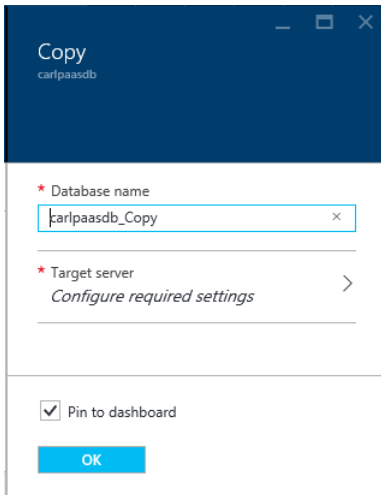 Copy
carlpaasdb
* Database name
carlpaasdb_Copy
* Target server
Configure required settings
Pin to dashboard
OK